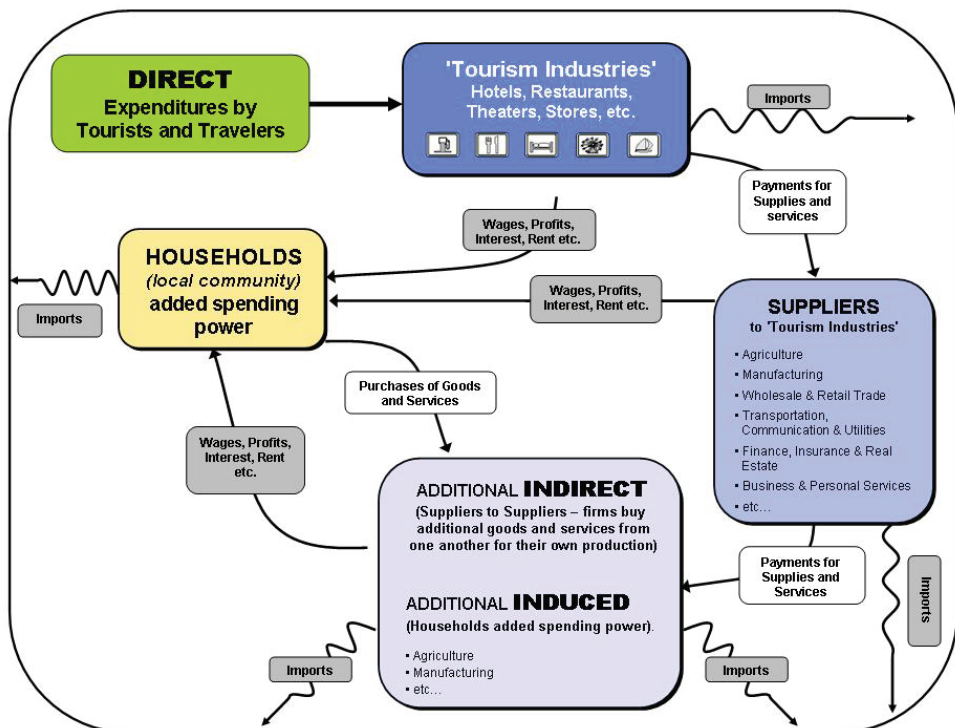 DIRECT
Expenditures by
Tourists and Travelers
'Tourism Industries'
Hotels, Restaurants,
Theaters, Stores, etc.
Imports
Payments for
Supplies and
services
Wages, Profits,
Interest, Rent etc.
HOUSEHOLDS
(local community)
added spending
power
Imports
Wages, Profits,
Interest, Rent etc.
SUPPLIERS
to 'Tourism Industries'
▪ Agriculture
▪ Manufacturing
▪ Wholesale & Retail Trade
▪ Transportation,
Communication & Utilities
▪ Finance, Insurance & Real
Estate
▪ Business & Personal Services
▪ etc...
Purchases of Goods
and Services
Wages, Profits,
Interest, Rent
etc.
ADDITIONAL INDIRECT
(Suppliers to Suppliers – firms buy
additional goods and services from
one another for their own production)
Payments for
Supplies and
Services
Imports
ADDITIONAL INDUCED
(Households added spending power).
▪ Agriculture
▪ Manufacturing
▪ etc...
Imports
Imports